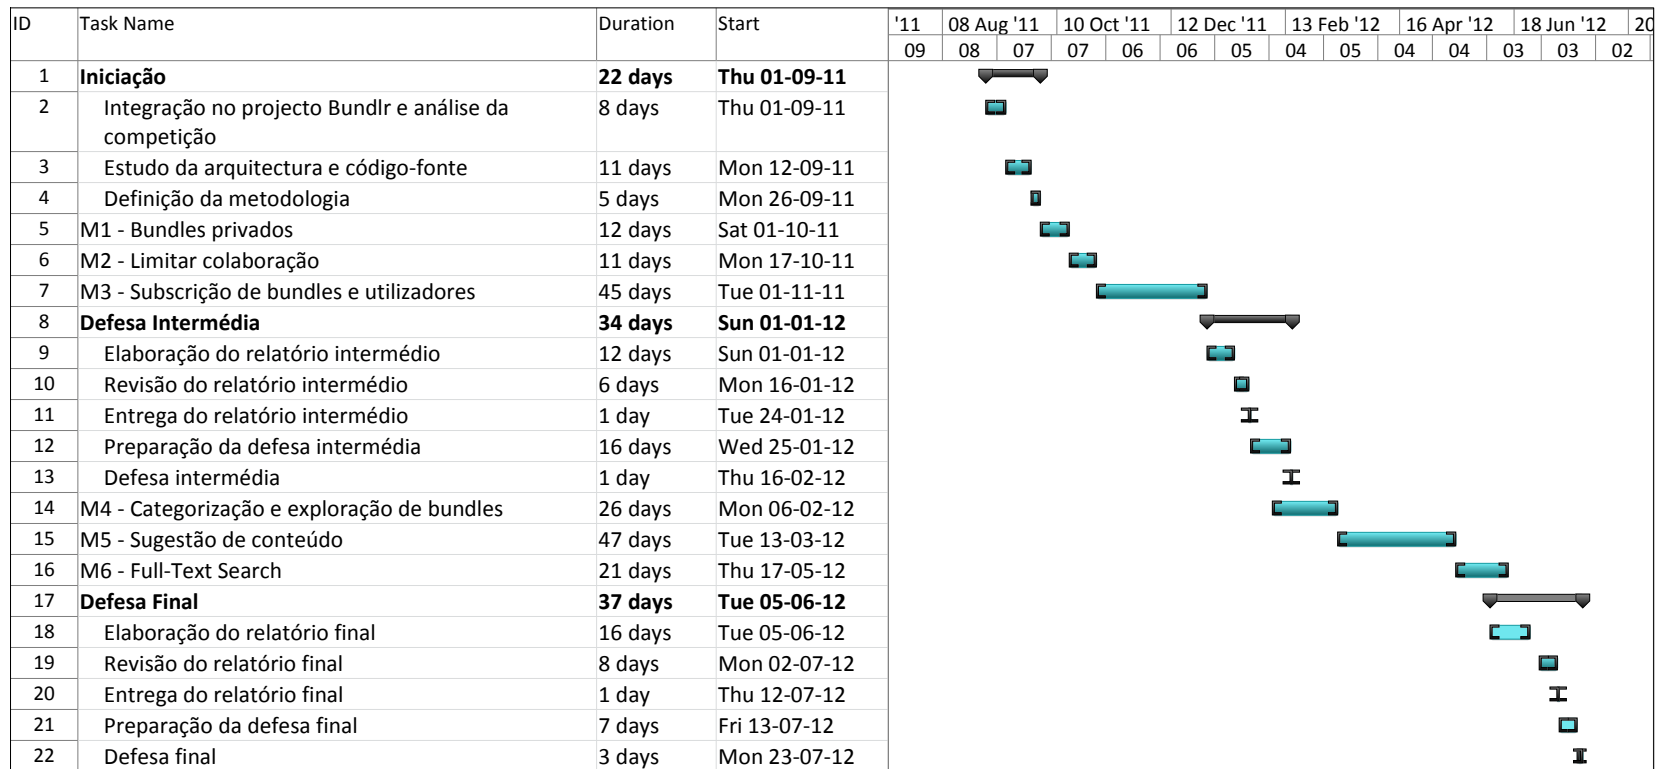 ID Task Name Duration Start '11 08 Aug '11 10 Oct '11 12 Dec '11 13 Feb '12 16 Apr '12 18 Jun '12 20
09 08 07 07 06 06 05 04 05 04 04 03 03 02
1 Iniciação 22 days Thu 01-09-11
2 Integração no projecto Bundlr e análise da 8 days Thu 01-09-11
competição
3 Estudo da arquitectura e código-fonte 11 days Mon 12-09-11
4 Definição da metodologia 5 days Mon 26-09-11
5 M1 - Bundles privados 12 days Sat 01-10-11
6 M2 - Limitar colaboração 11 days Mon 17-10-11
7 M3 - Subscrição de bundles e utilizadores 45 days Tue 01-11-11
8 Defesa Intermédia 34 days Sun 01-01-12
9 Elaboração do relatório intermédio 12 days Sun 01-01-12
10 Revisão do relatório intermédio 6 days Mon 16-01-12
11 Entrega do relatório intermédio 1 day Tue 24-01-12
12 Preparação da defesa intermédia 16 days Wed 25-01-12
13 Defesa intermédia 1 day Thu 16-02-12
14 M4 - Categorização e exploração de bundles 26 days Mon 06-02-12
15 M5 - Sugestão de conteúdo 47 days Tue 13-03-12
16 M6 - Full-Text Search 21 days Thu 17-05-12
17 Defesa Final 37 days Tue 05-06-12
18 Elaboração do relatório final 16 days Tue 05-06-12
19 Revisão do relatório final 8 days Mon 02-07-12
20 Entrega do relatório final 1 day Thu 12-07-12
21 Preparação da defesa final 7 days Fri 13-07-12
22 Defesa final 3 days Mon 23-07-12